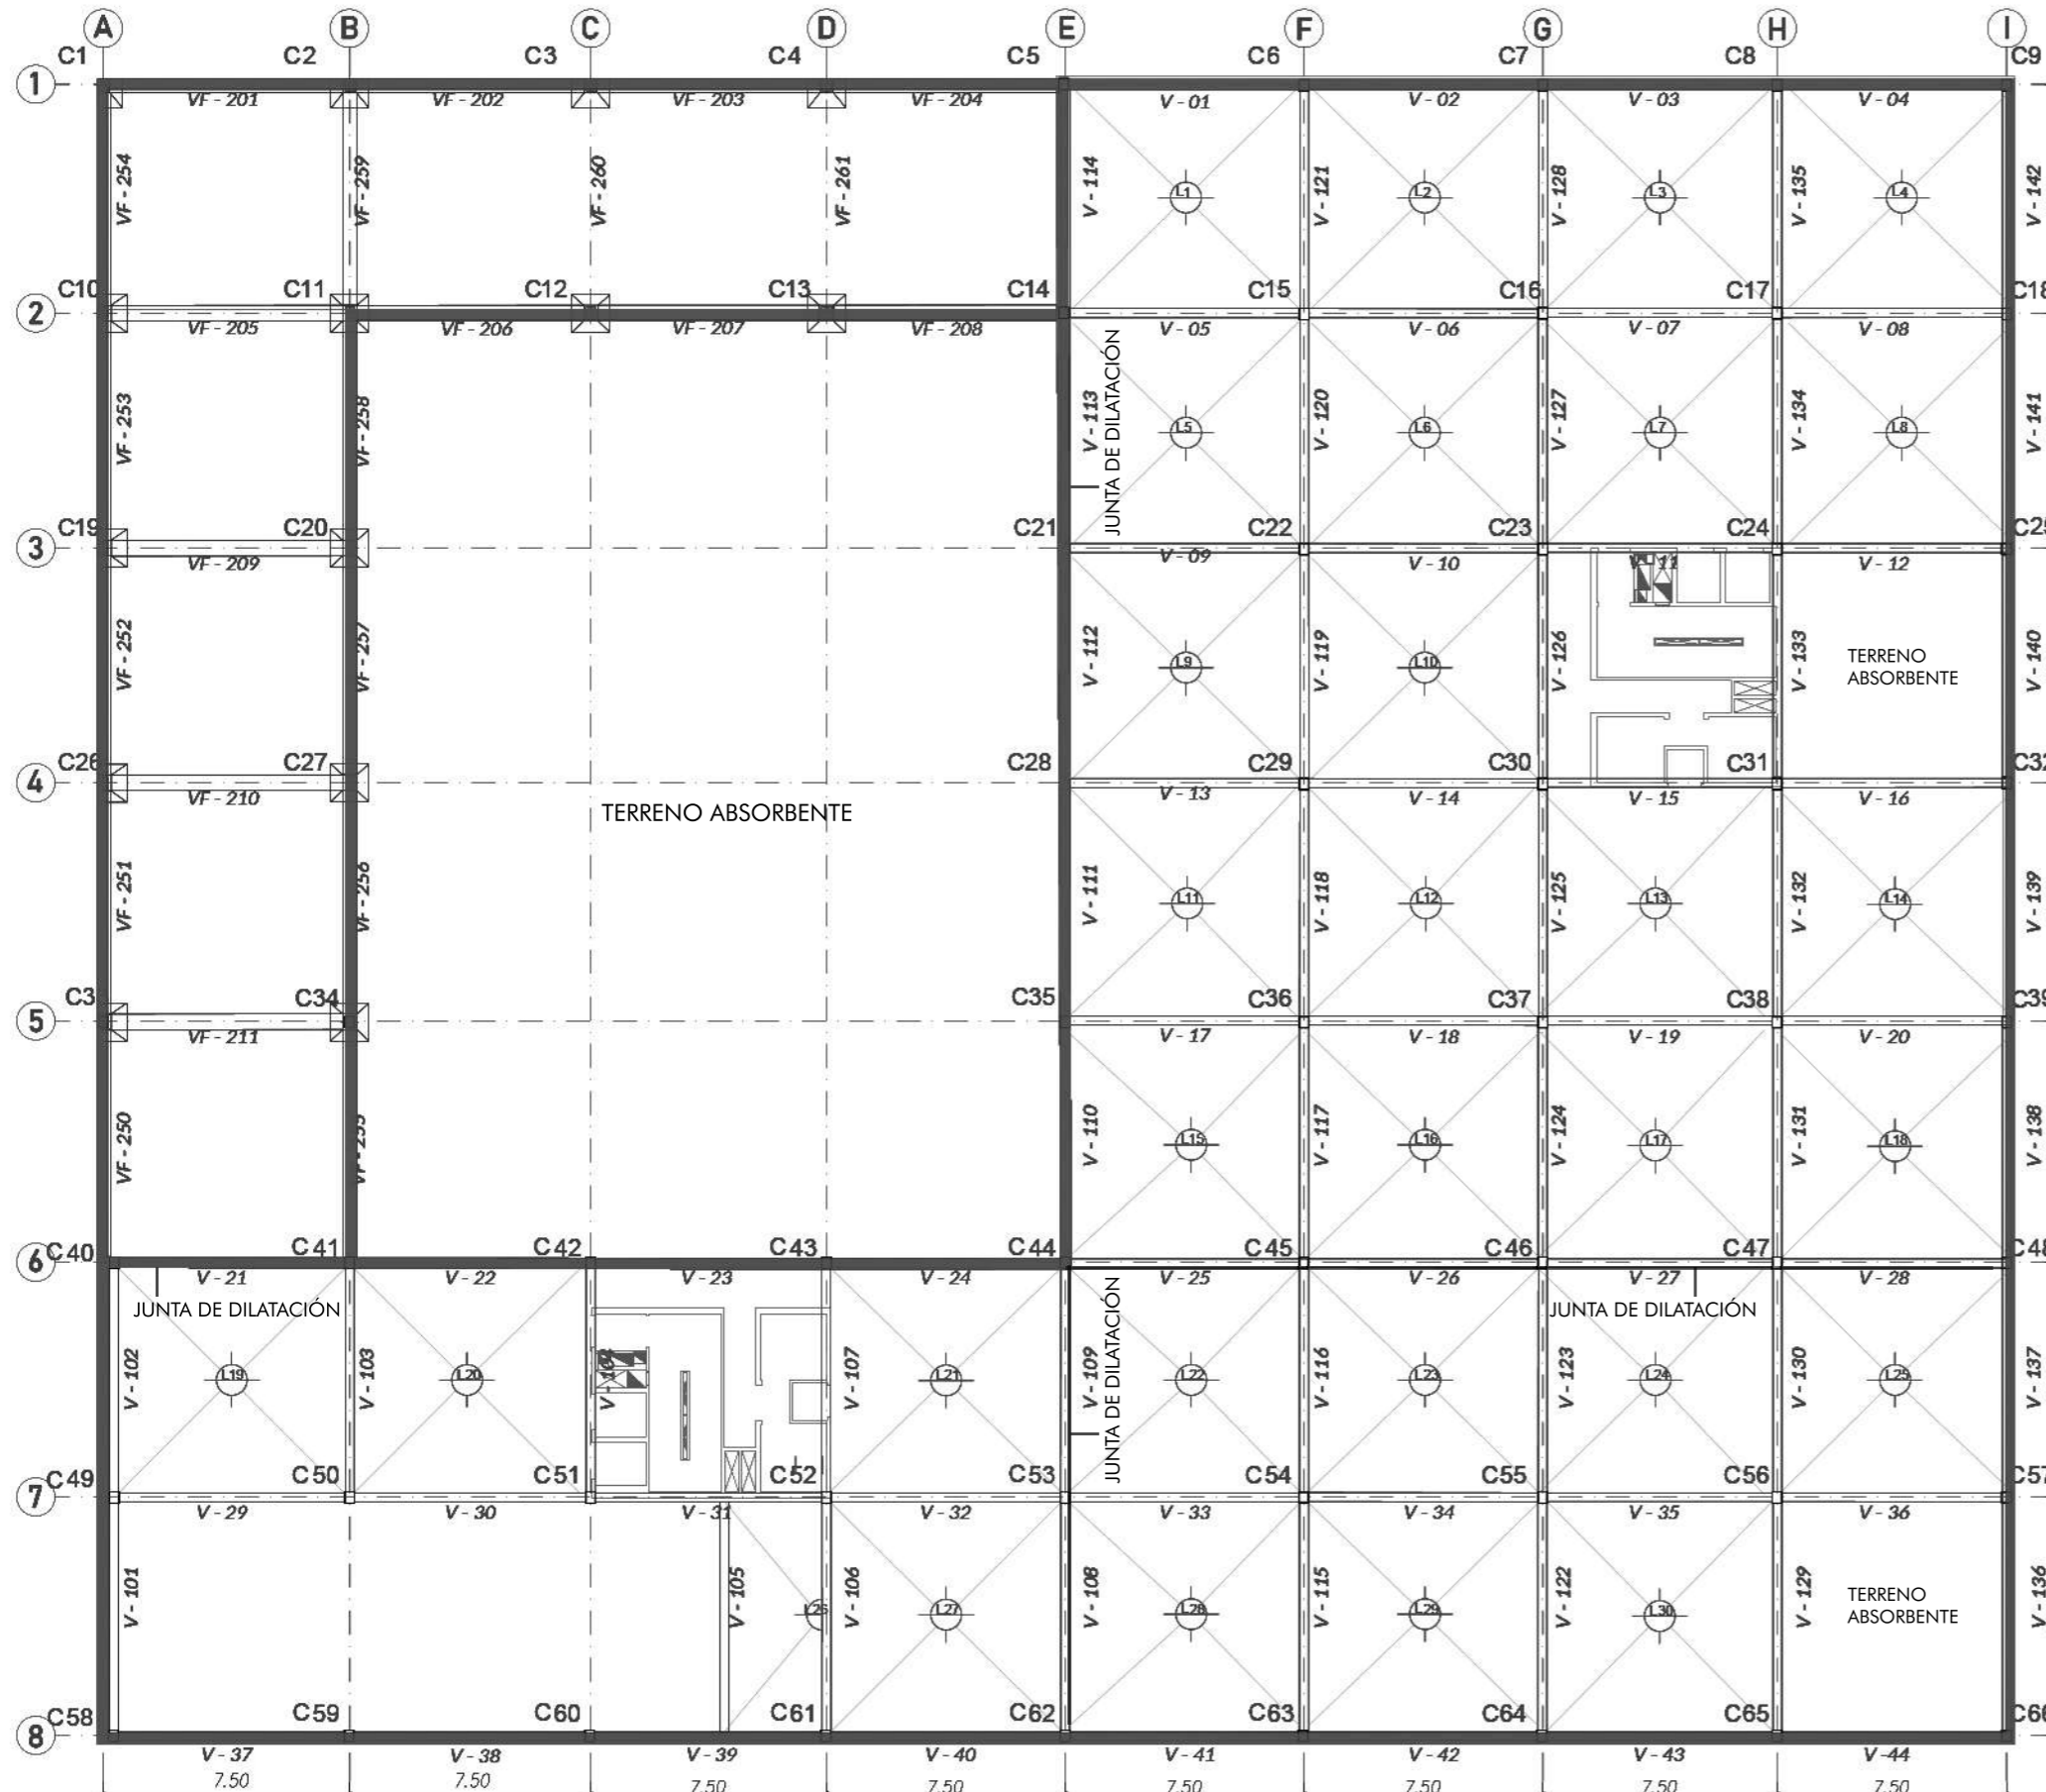 A B C D E F G H I
C1 C2 C3 C4 C5 C6 C7 C8 C9
1
VF - 201 VF - 202 VF - 203 VF - 204 V - 01 V - 02 V - 03 V - 04
VF - 254 VF - 259 VF - 260 VF - 261 V - 114 V - 121 V - 128 V - 135 V - 142
L1 L2 L3 L4
C10 C11 C12 C13 C14 C15 C16 C17 C18
2
VF - 205 VF - 206 VF - 207 VF - 208 V - 05 V - 06 V - 07 V - 08
VF - 253 VF - 258 V - 113 V - 120 V - 127 V - 134 V - 141
JUNTA DE DILATACIÓN
L5 L6 L7 L8
C19 C20 C21 C22 C23 C24 C25
3
VF - 209 V - 09 V - 10 V - 11 V - 12
VF - 252 VF - 257 V - 112 V - 119 V - 126 V - 133 V - 140
L9 L10
TERRENO
ABSORBENTE
C26 C27 C28 C29 C30 C31 C32
4
VF - 210 V - 13 V - 14 V - 15 V - 16
TERRENO ABSORBENTE
VF - 251 VF - 256 V - 111 V - 118 V - 125 V - 132 V - 139
L11 L12 L13 L14
C34 C35 C36 C37 C38 C39
5
VF - 211 V - 17 V - 18 V - 19 V - 20
VF - 250 VF - 255 V - 110 V - 117 V - 124 V - 131 V - 138
L15 L16 L17 L18
C40 C41 C42 C43 C44 C45 C46 C47 C48
6
V - 21 V - 22 V - 23 V - 24 V - 25 V - 26 V - 27 V - 28
JUNTA DE DILATACIÓN JUNTA DE DILATACIÓN JUNTA DE DILATACIÓN
V - 102 V - 103 V - 107 V - 109 V - 116 V - 123 V - 130 V - 137
L19 L20 L21 L22 L23 L24 L25
C49 C50 C51 C52 C53 C54 C55 C56 C57
7
V - 29 V - 30 V - 31 V - 32 V - 33 V - 34 V - 35 V - 36
V - 101 V - 105 V - 106 V - 108 V - 115 V - 122 V - 129 V - 136
L26 L27 L28 L29 L30
TERRENO
ABSORBENTE
C58 C59 C60 C61 C62 C63 C64 C65 C66
8
V - 37 V - 38 V - 39 V - 40 V - 41 V - 42 V - 43 V - 44
7.50 7.50 7.50 7.50 7.50 7.50 7.50 7.50